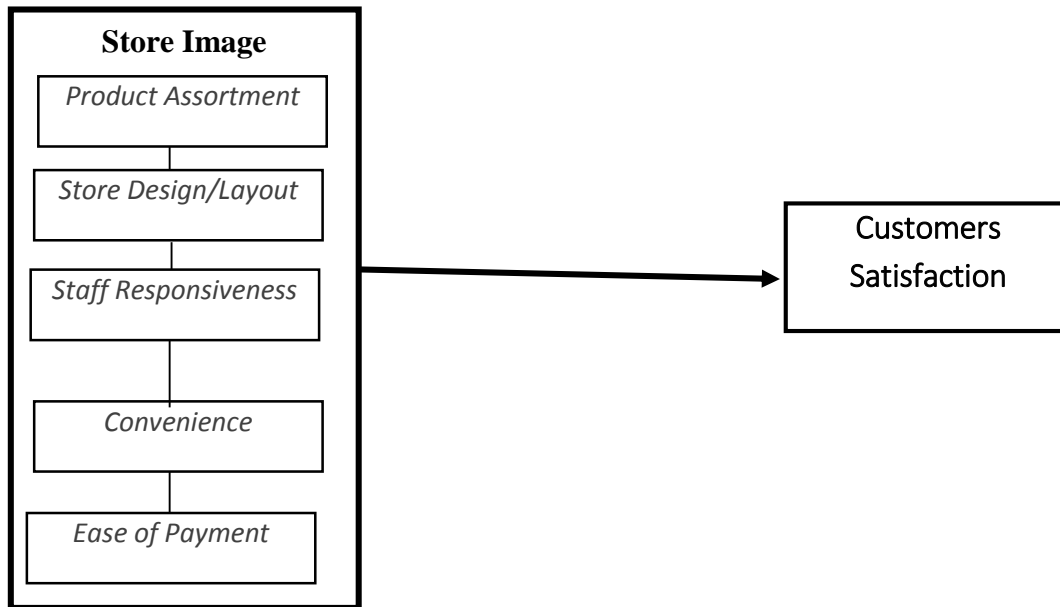 Store Image
Product Assortment
Store Design/Layout
Staff Responsiveness
Convenience
Ease of Payment
Customers
Satisfaction